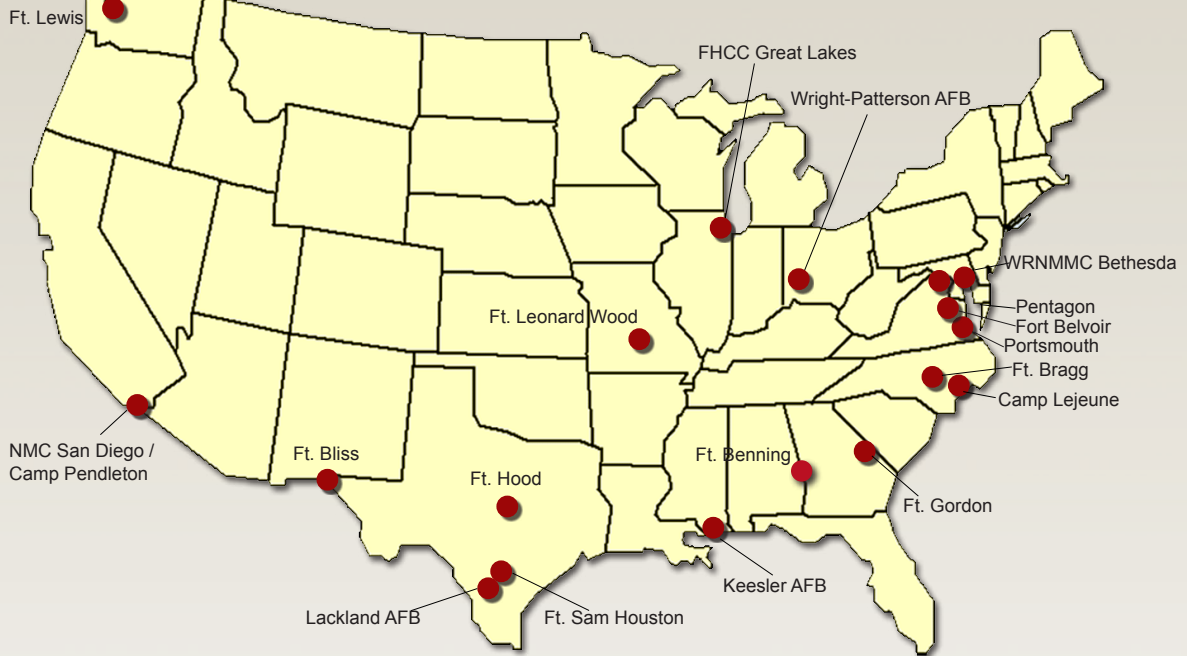 Ft. Lewis
FHCC Great Lakes
Wright-Patterson AFB
WRNMMC Bethesda
Pentagon
Ft. Leonard Wood
Fort Belvoir
Portsmouth
Ft. Bragg
Camp Lejeune
NMC San Diego /
Camp Pendleton
Ft. Bliss
Ft. Benning
Ft. Hood
Ft. Gordon
Keesler AFB
Lackland AFB
Ft. Sam Houston